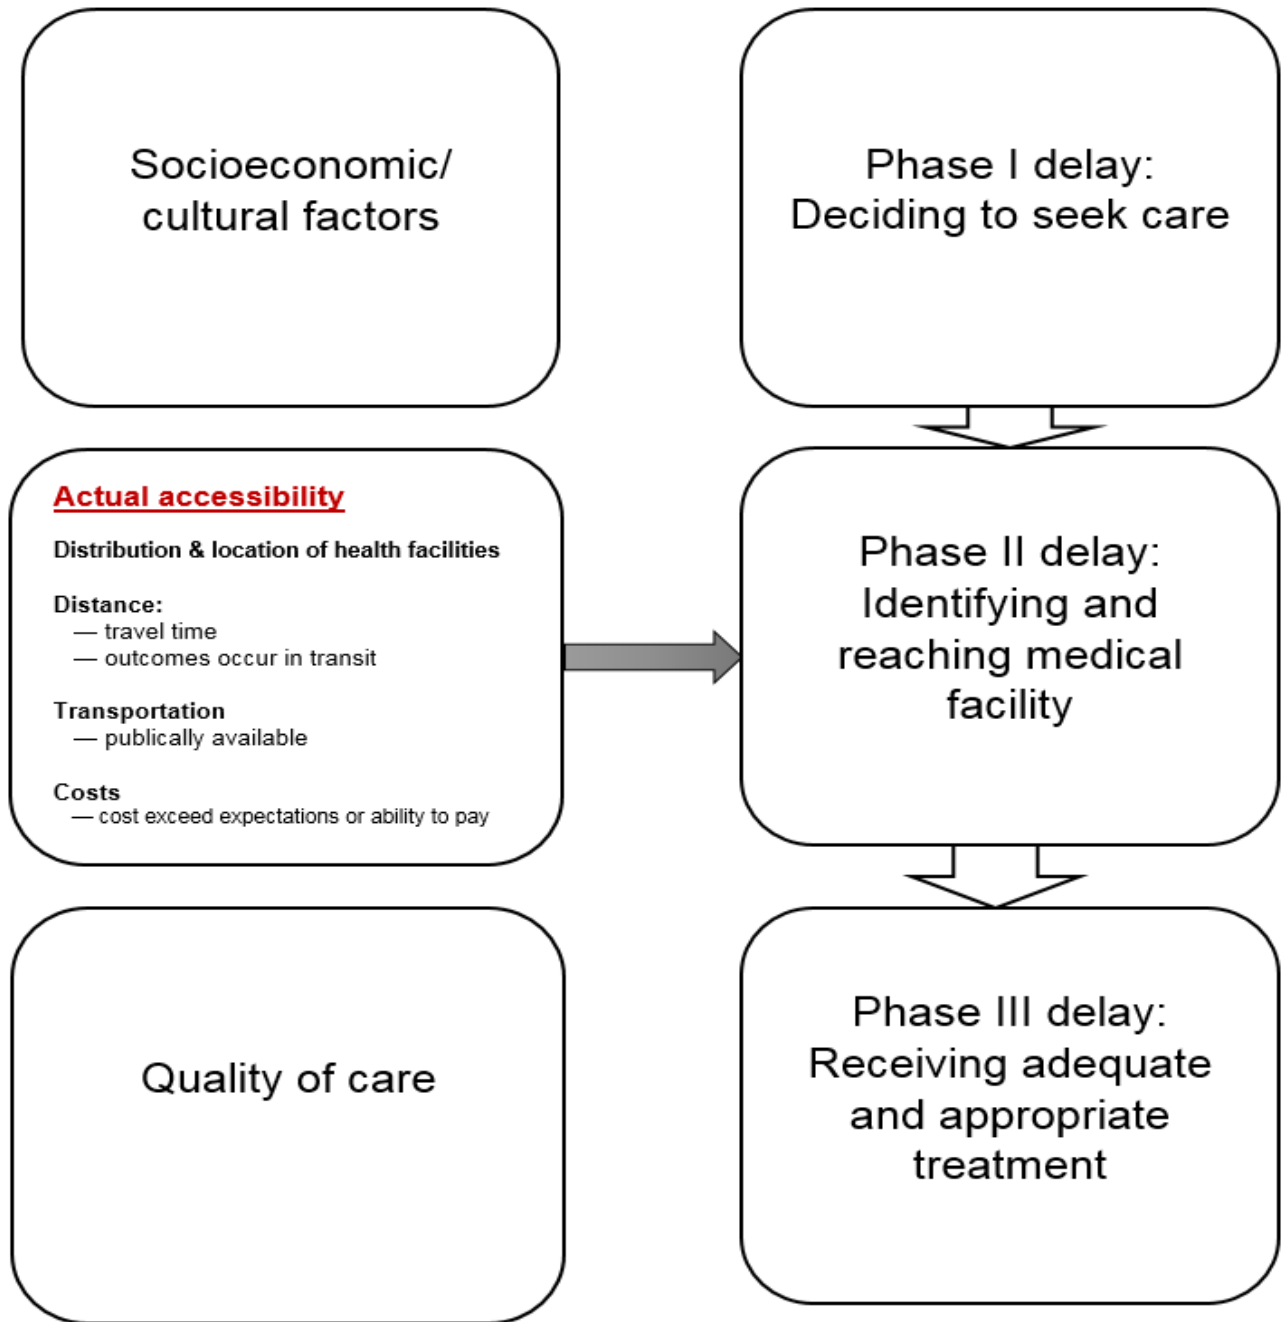 Socioeconomic/
cultural factors
Phase I delay:
Deciding to seek care
Actual accessibility
Distribution & location of health facilities
Distance:
— travel time
— outcomes occur in transit
Transportation
— publically available
Costs
— cost exceed expectations or ability to pay
Phase II delay:
Identifying and
reaching medical
facility
Quality of care
Phase III delay:
Receiving adequate
and appropriate
treatment